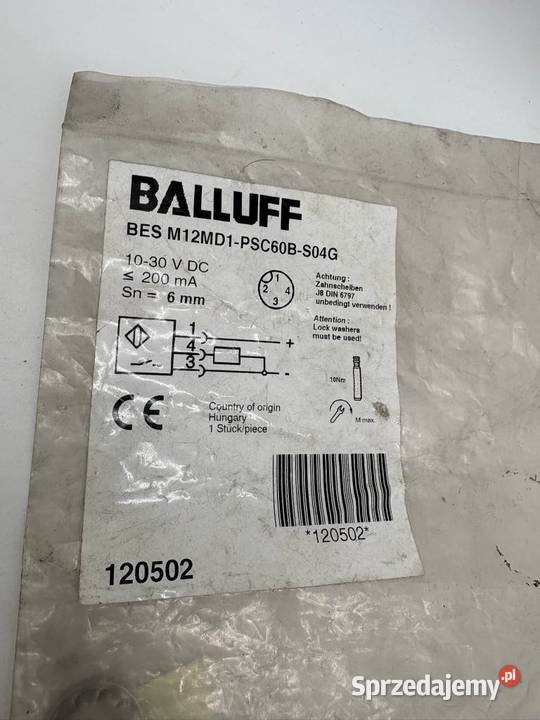 BALLUFF
BES M12MD1-PSC60B-S04G
10-30 V DC
≤ 200 mA
Sn = 6 mm
1
2 4
3
Achtung :
Zahnscheiben
J8 DIN 6797
unbedingt verwenden !
Attention :
Lock washers
must be used!
1 +
4
3 -
10Nm
M max.
CE
Country of origin
Hungary
1 Stück/piece
*120502*
120502
Sprzedajemy.pl